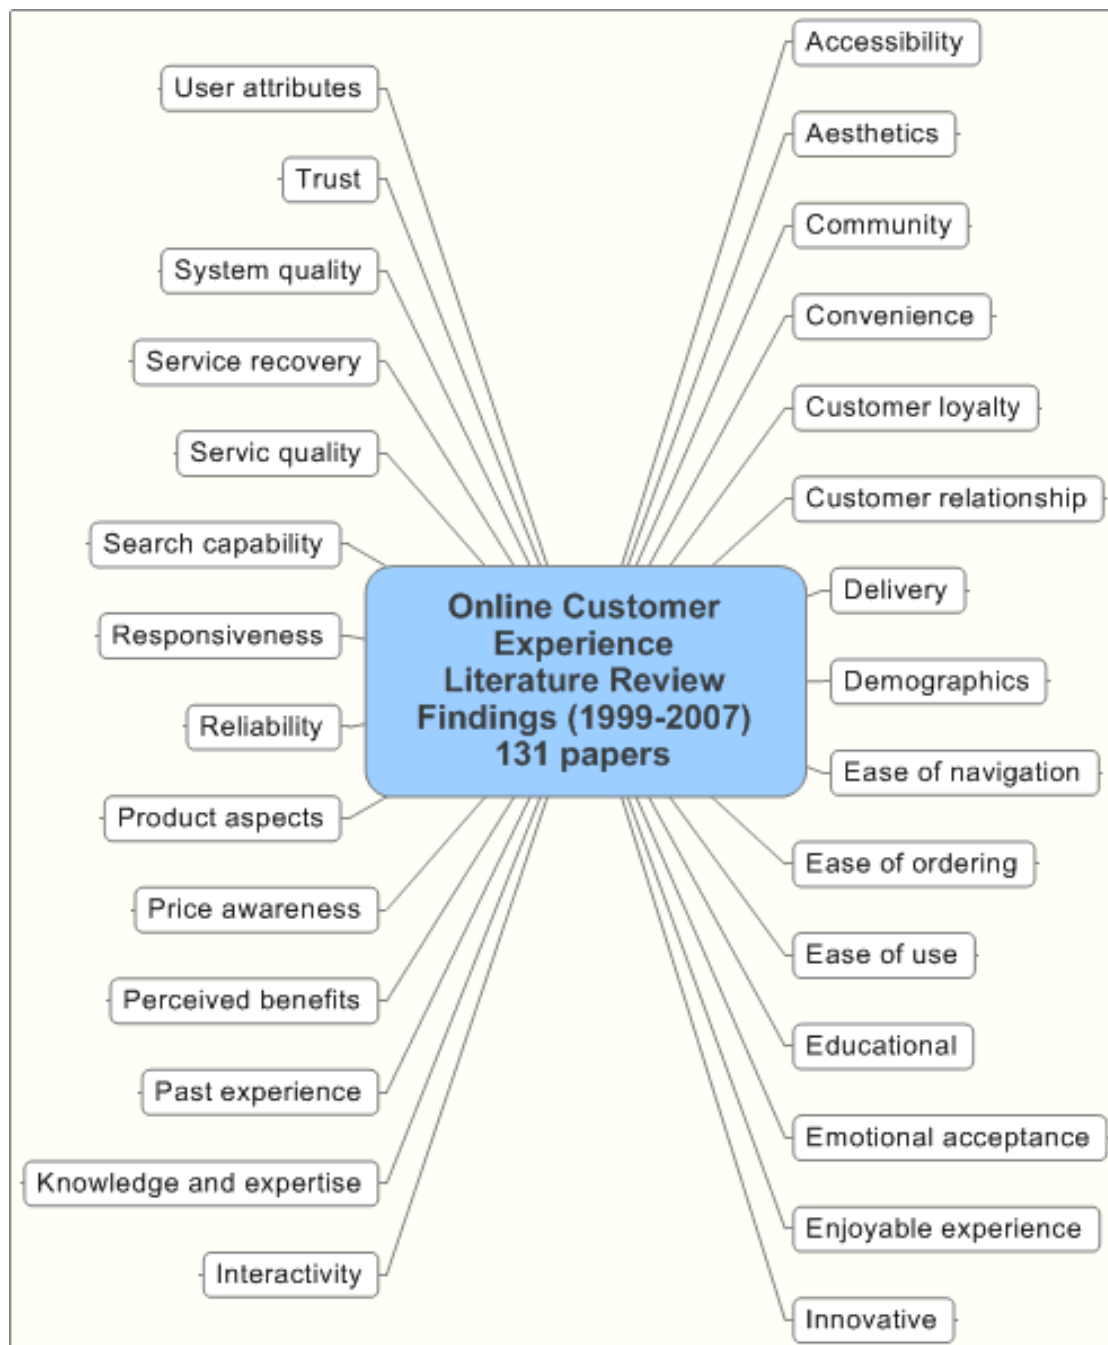 User attributes
Trust
System quality
Service recovery
Servic quality
Search capability
Responsiveness
Reliability
Product aspects
Price awareness
Perceived benefits
Past experience
Knowledge and expertise
Interactivity
Online Customer
Experience
Literature Review
Findings (1999-2007)
131 papers
Accessibility
Aesthetics
Community
Convenience
Customer loyalty
Customer relationship
Delivery
Demographics
Ease of navigation
Ease of ordering
Ease of use
Educational
Emotional acceptance
Enjoyable experience
Innovative